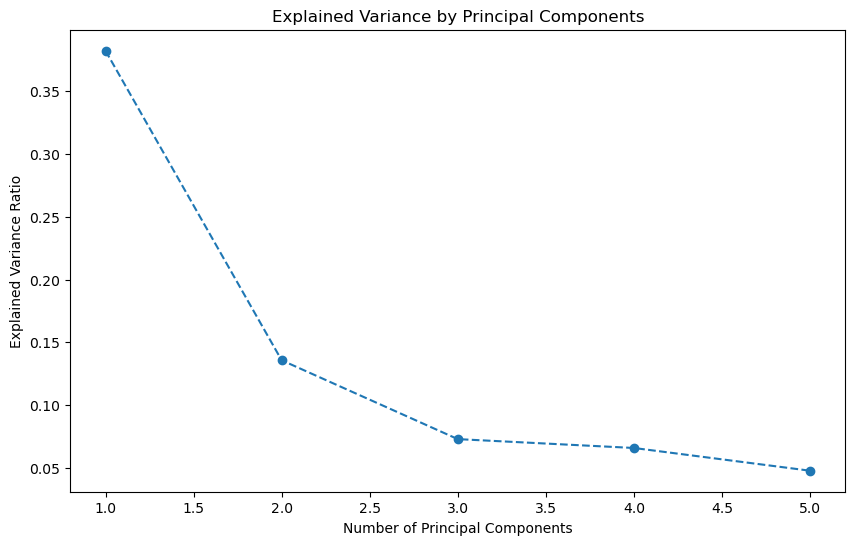 Explained Variance by Principal Components
Explained Variance Ratio
0.35
0.30
0.25
0.20
0.15
0.10
0.05
1.0 1.5 2.0 2.5 3.0 3.5 4.0 4.5 5.0
Number of Principal Components